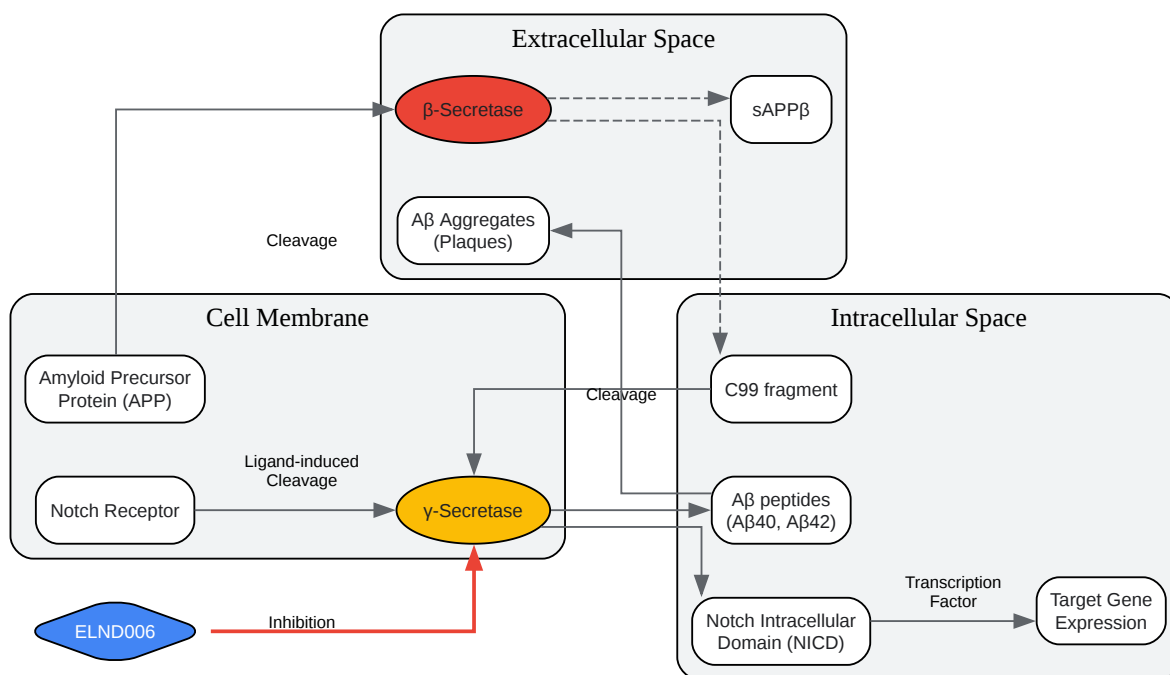 Extracellular Space
β-Secretase
sAPPβ
Aβ Aggregates
(Plaques)
Cleavage
Cell Membrane
Intracellular Space
Amyloid Precursor
Protein (APP)
Cleavage
C99 fragment
Ligand-induced
Cleavage
Notch Receptor
γ-Secretase
Aβ peptides
(Aβ40, Aβ42)
Transcription
Factor
ELND006
Inhibition
Notch Intracellular
Domain (NICD)
Target Gene
Expression